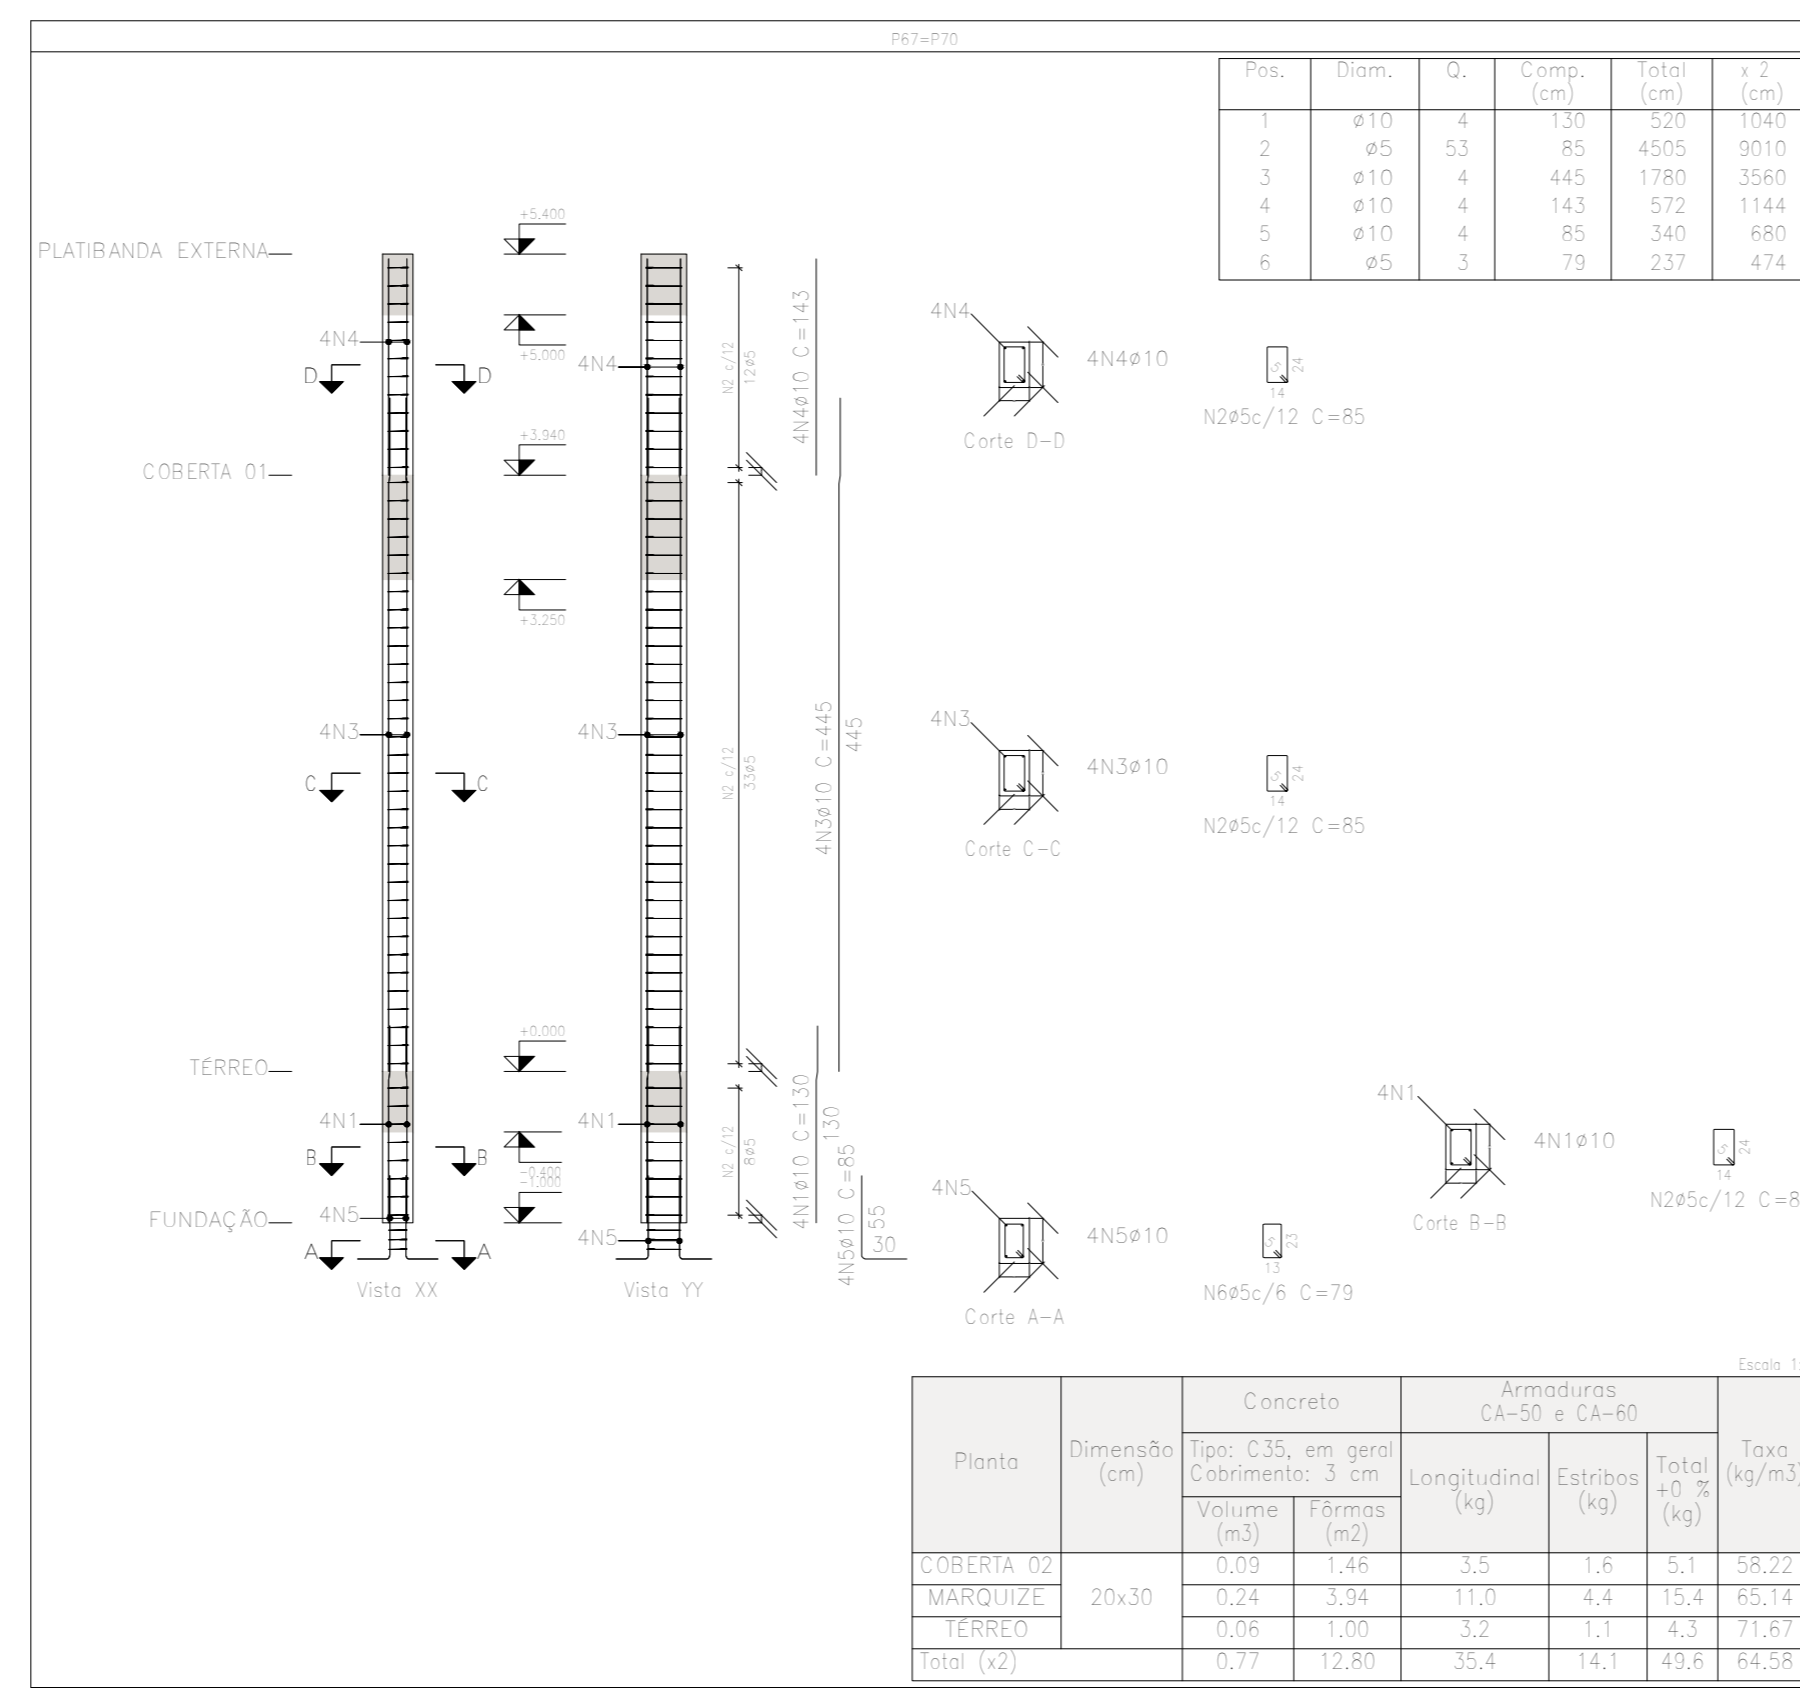 P67=P70
Pos. Diam. Q. Comp. (cm) Total (cm) x 2 (cm)
1 ø10 4 130 520 1040
2 ø5 53 85 4505 9010
3 ø10 4 445 1780 3560
4 ø10 4 143 572 1144
5 ø10 4 85 340 680
6 ø5 3 79 237 474
+5.400
PLATIBANDA EXTERNA
+5.000
4N4
4N4
D D
N2 c/12
12ø5
4N4ø10 C=143
4N4
4N4ø10
Corte D-D
5
24
14
N2ø5c/12 C=85
+3.940
COBERTA 01
+3.250
4N3
4N3
C C
N2 c/12
33ø5
4N3ø10 C=445
445
4N3
4N3ø10
Corte C-C
5
24
14
N2ø5c/12 C=85
+0.000
TÉRREO
4N1
4N1
B B
-0.400
-1.000
N2 c/12
8ø5
4N1ø10 C=130
130
4N1
4N1ø10
Corte B-B
5
24
14
N2ø5c/12 C=8
FUNDAÇÃO
4N5
4N5
A A
4N5ø10 C=85
55
30
Vista XX
Vista YY
4N5
4N5ø10
Corte A-A
5
23
13
N6ø5c/6 C=79
Escala 1:
Planta
Dimensão
(cm)
Concreto
Tipo: C35, em geral
Cobrimento: 3 cm
Volume
(m3)
Fôrmas
(m2)
Armaduras
CA-50 e CA-60
Longitudinal
(kg)
Estribos
(kg)
Total
+0 %
(kg)
Taxa
(kg/m3)
COBERTA 02 0.09 1.46 3.5 1.6 5.1 58.22
MARQUIZE 20x30 0.24 3.94 11.0 4.4 15.4 65.14
TÉRREO 0.06 1.00 3.2 1.1 4.3 71.67
Total (x2) 0.77 12.80 35.4 14.1 49.6 64.58